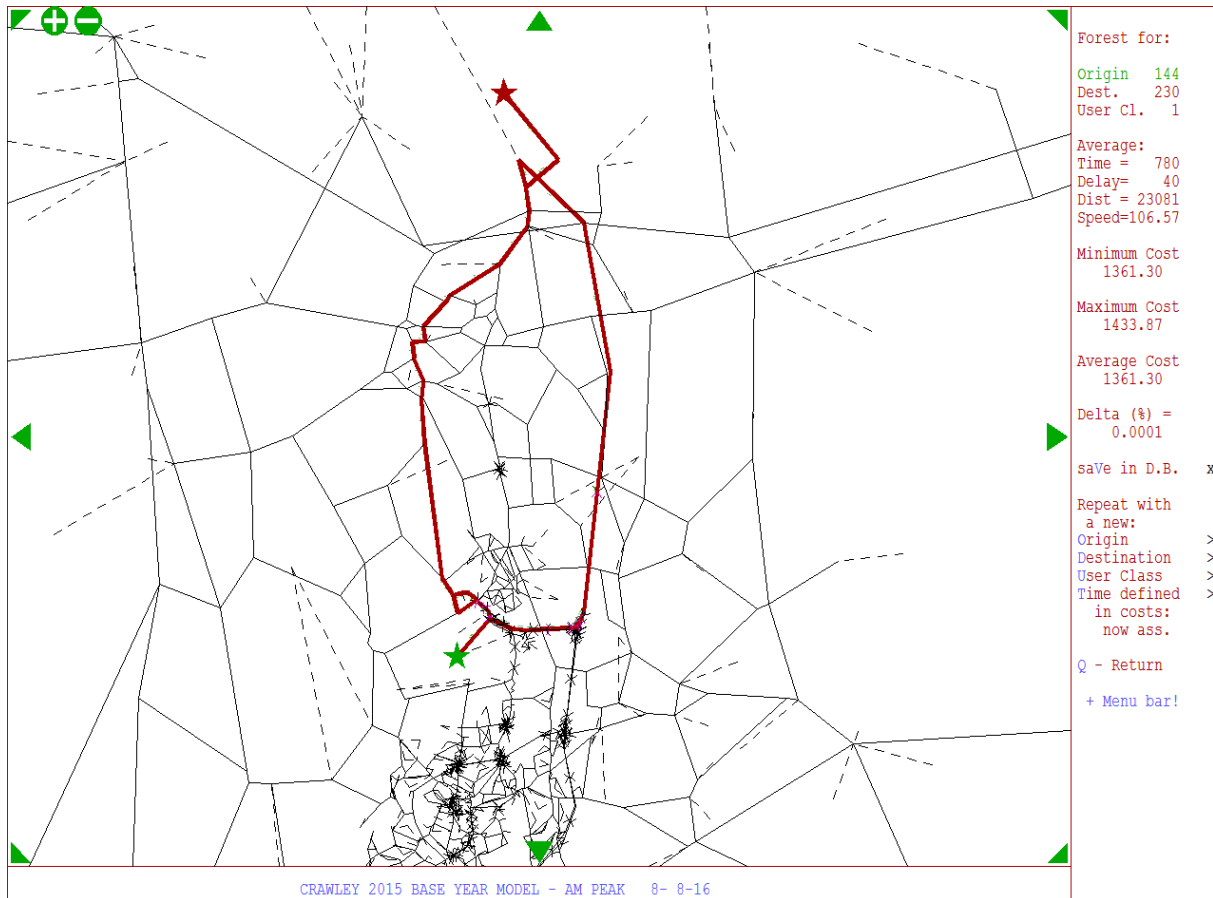 Forest for:
Origin 144
Dest. 230
User Cl. 1
Average:
Time = 780
Delay= 40
Dist = 23081
Speed=106.57
Minimum Cost
1361.30
Maximum Cost
1433.87
Average Cost
1361.30
Delta (%) =
0.0001
saVe in D.B. x
Repeat with
a new:
Origin >
Destination >
User Class >
Time defined >
in costs:
now ass.
Q - Return
+ Menu bar!
CRAWLEY 2015 BASE YEAR MODEL - AM PEAK 8- 8-16